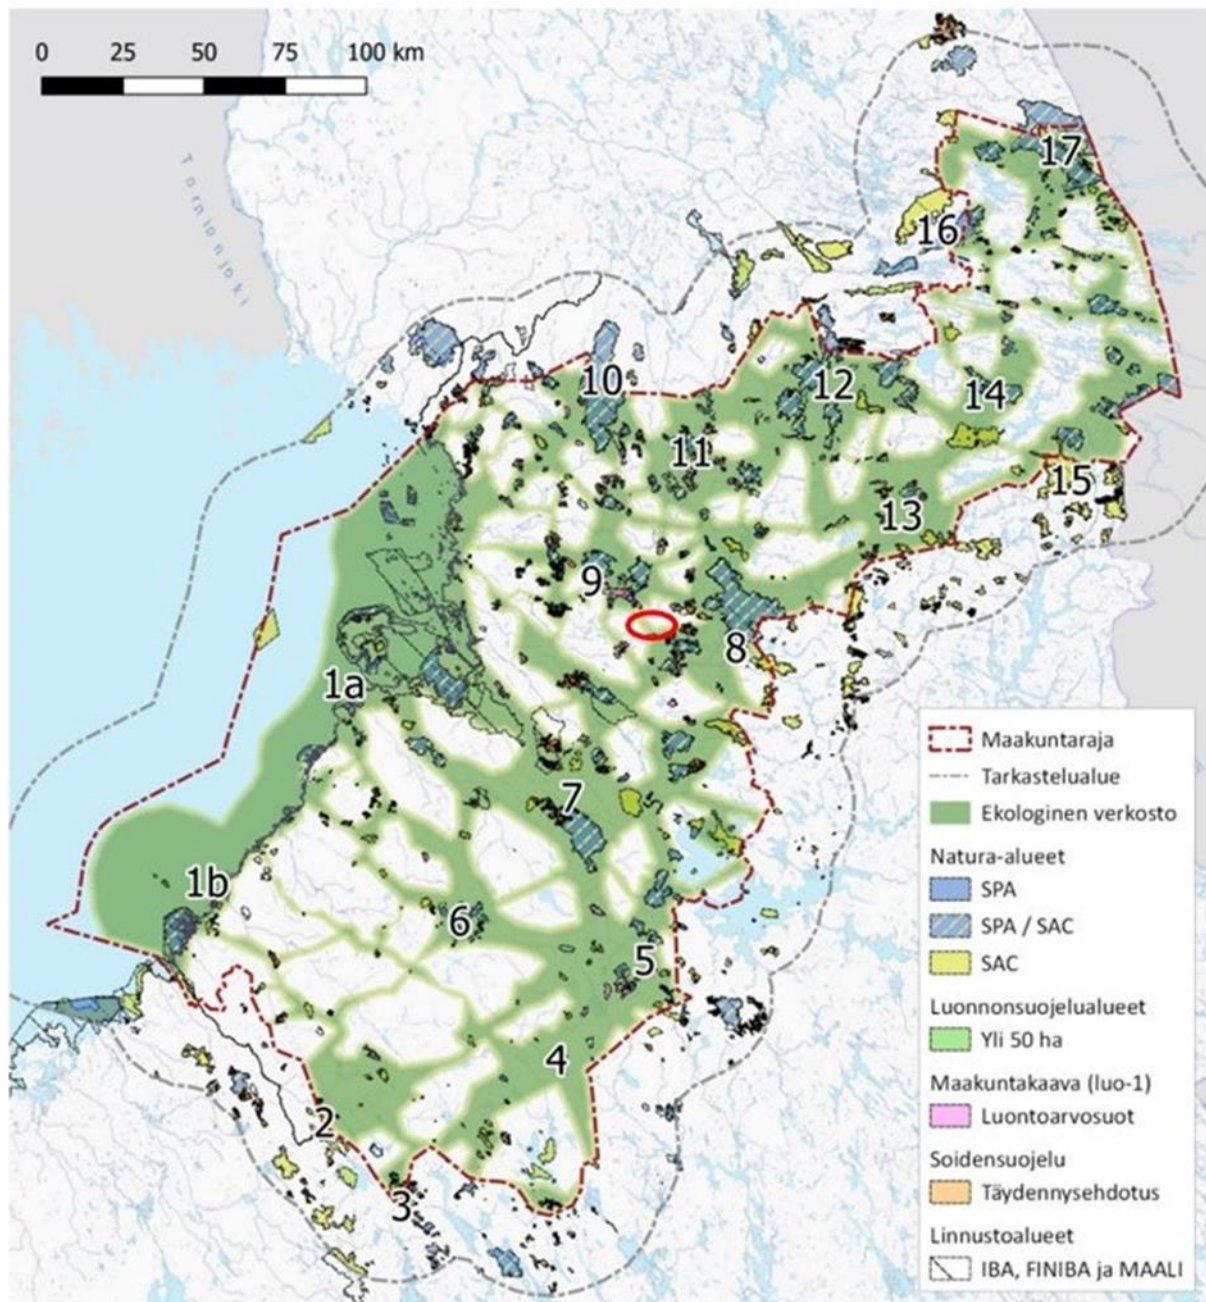 0 25 50 75 100 km
Tornionjoki
17
16
10
12
14
11
15
13
9
8
1a
7
1b
6
5
4
2
3
Maakuntaraja
Tarkastelualue
Ekologinen verkosto
Natura-alueet
SPA
SPA / SAC
SAC
Luonnonsuojelualueet
Yli 50 ha
Maakuntakaava (luo-1)
Luontoarvosuot
Soidensuojelu
Täydennysehdotus
Linnustoalueet
IBA, FINIBA ja MAALI